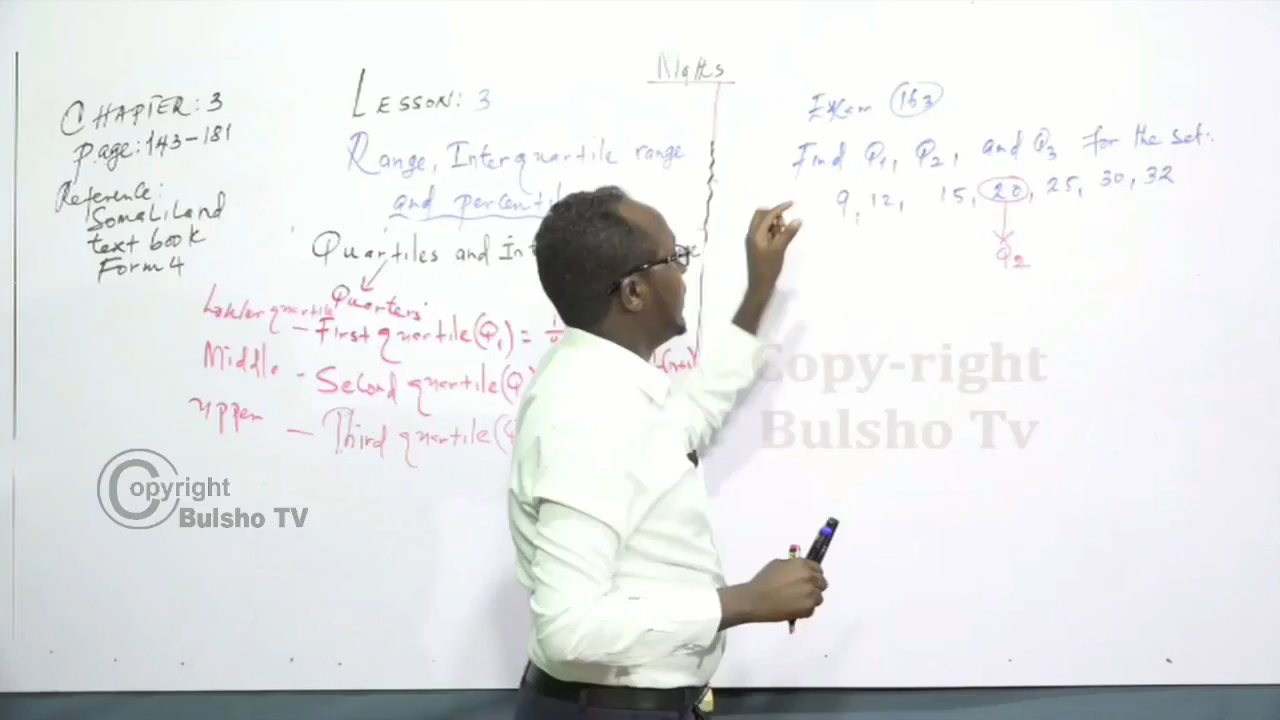 Maths
CHAPTER: 3
Page: 143-181
Reference:
Somaliland
text book
Form 4
LESSON: 3
Range, Interquartile range
and percenti
Quartiles and In
Quarters
quartile
- First quartile (Q₁) = 1/4
Middle - Second quartile (Q
upper - Third quartile (
Exam 163
Find Q₁, Q₂, and Q₃ for the set:
9, 12, 15, 20, 25, 30, 32
Q₂
Copy-right
Bulsho Tv
Copyright
Bulsho TV